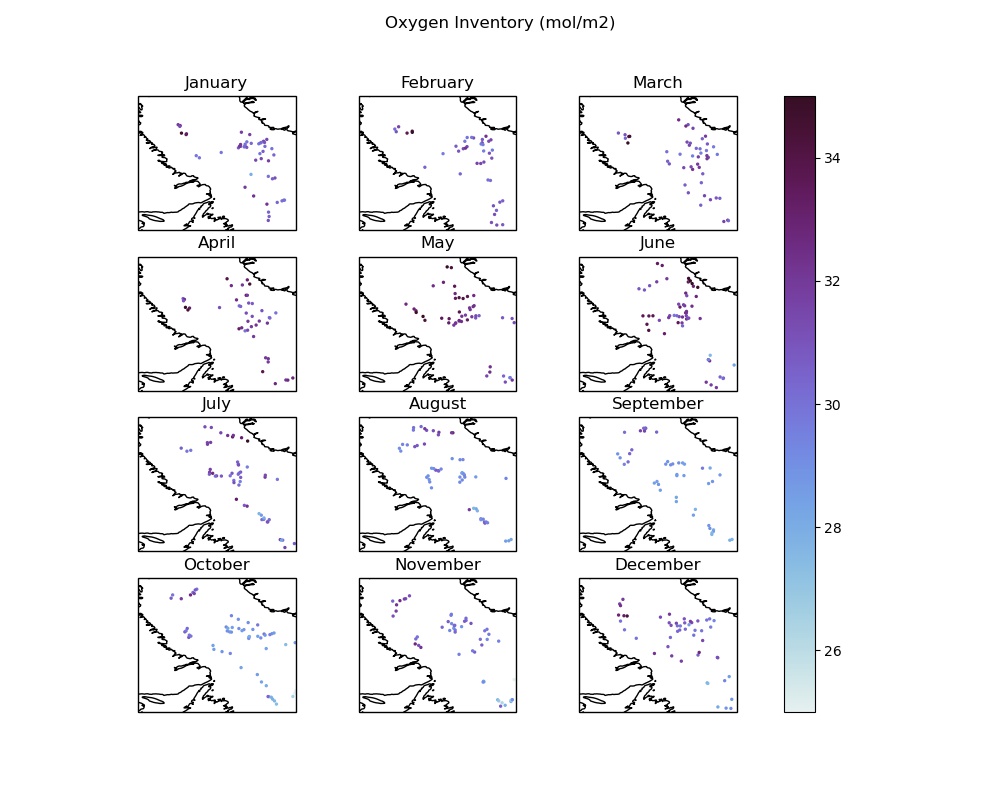 Oxygen Inventory (mol/m2)
January
February
March
April
May
June
July
August
September
October
November
December
34
32
30
28
26